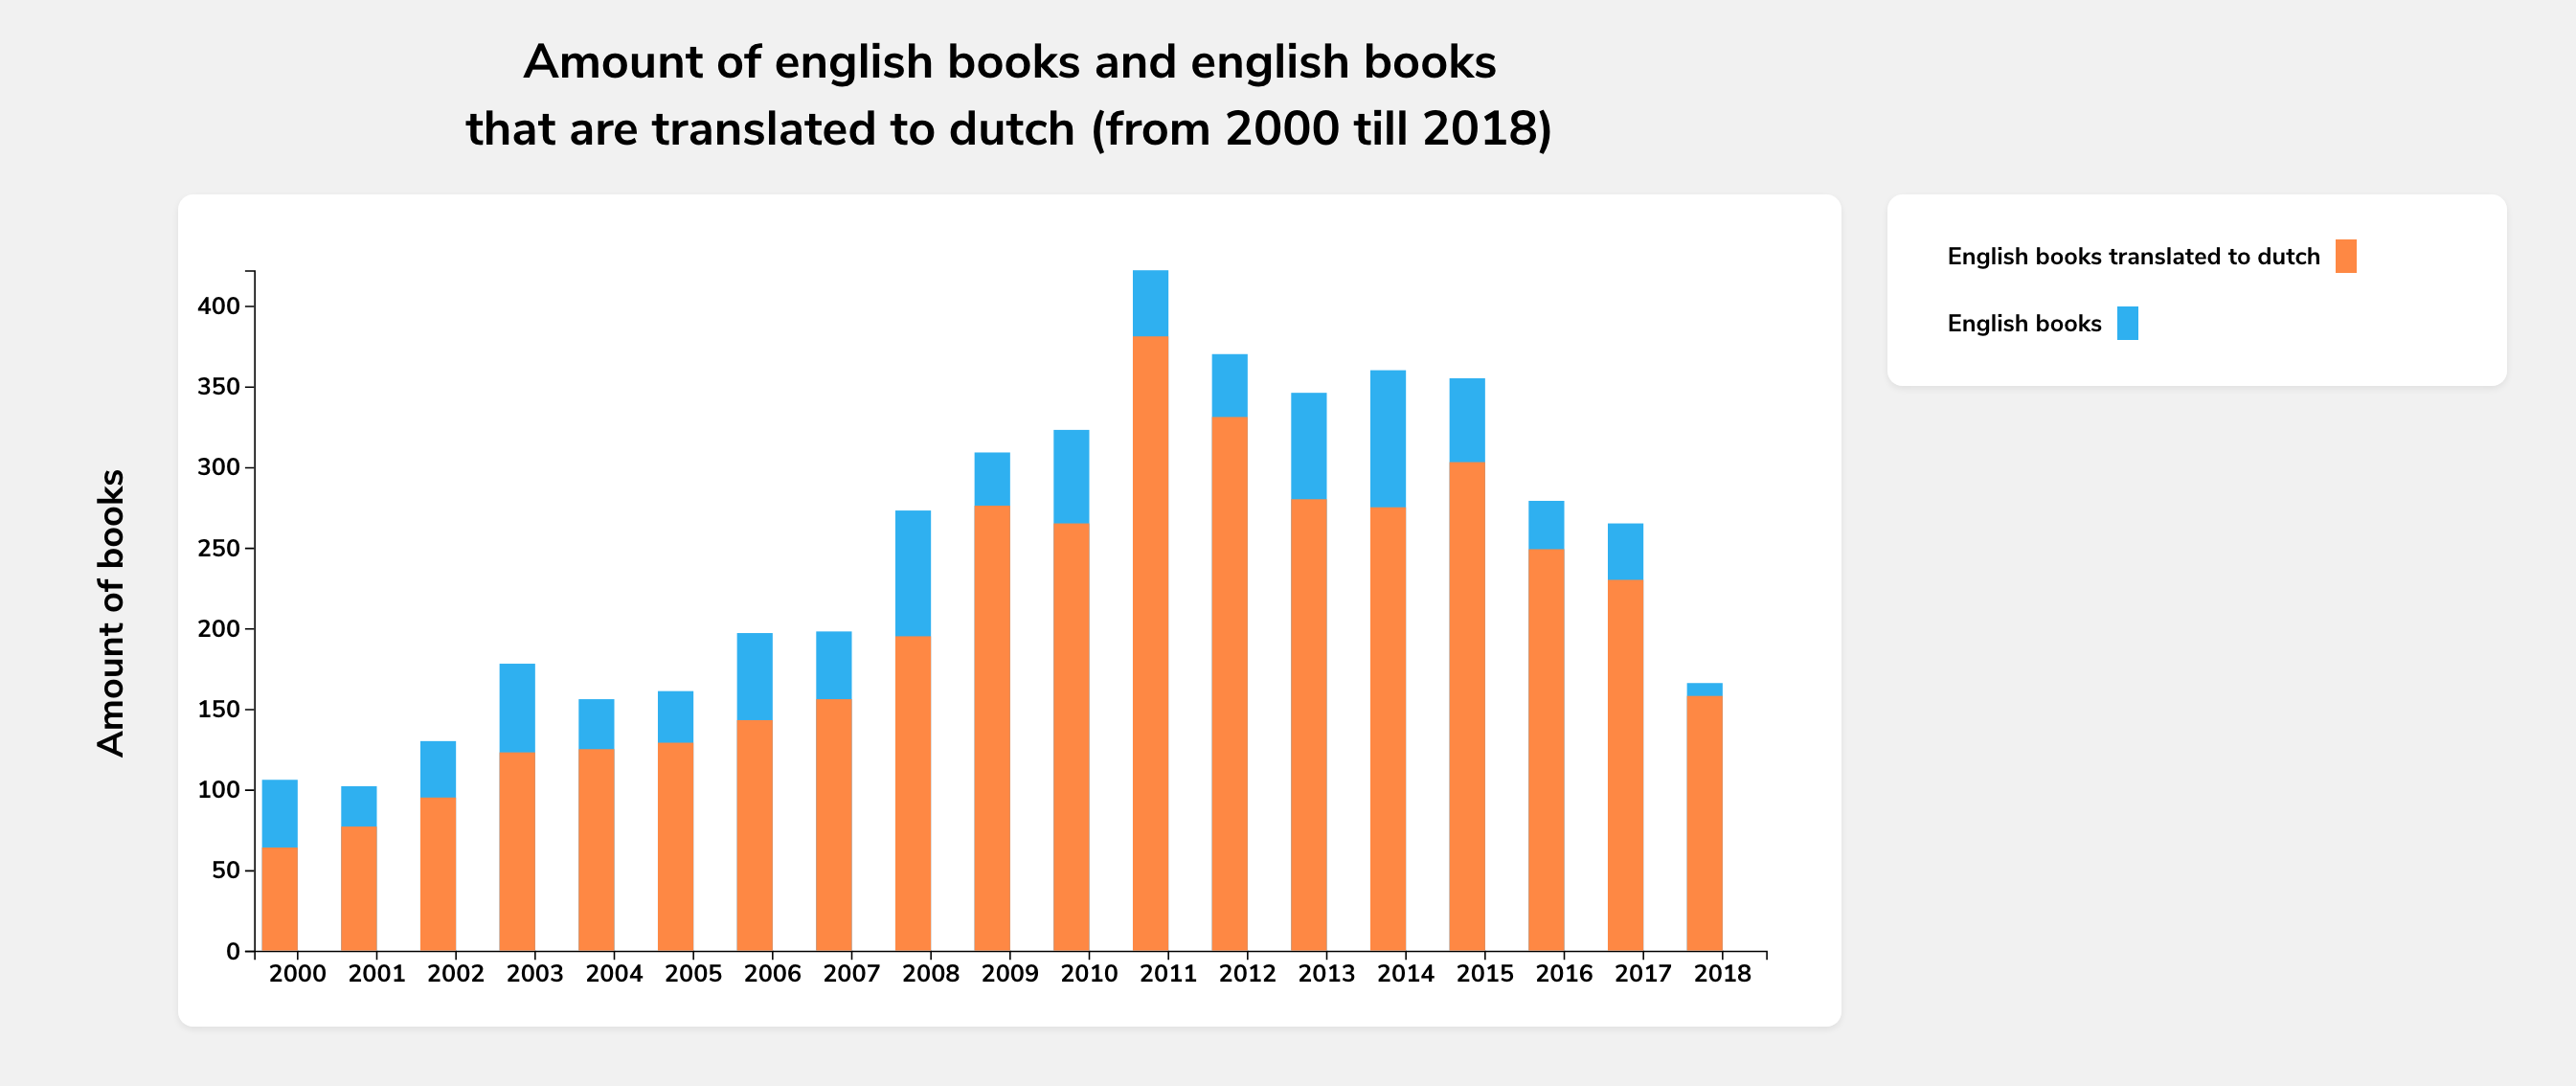 Amount of english books and english books
that are translated to dutch (from 2000 till 2018)
English books translated to dutch
English books
Amount of books
400
350
300
250
200
150
100
50
0
2000 2001 2002 2003 2004 2005 2006 2007 2008 2009 2010 2011 2012 2013 2014 2015 2016 2017 2018